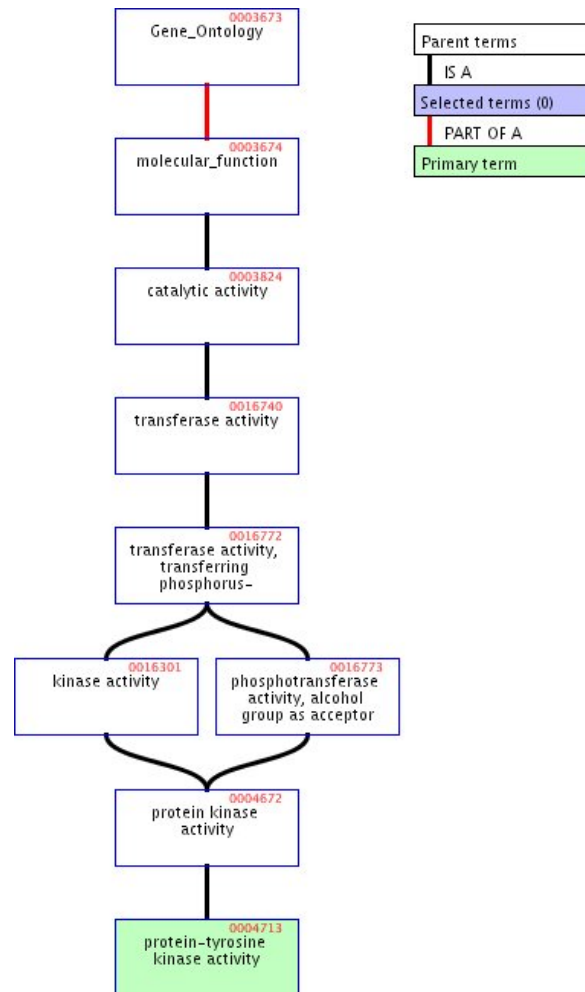 0003673
Gene_Ontology
Parent terms
IS A
Selected terms (0)
PART OF A
Primary term
0003674
molecular_function
0003824
catalytic activity
0016740
transferase activity
0016772
transferase activity,
transferring
phosphorus-
0016301
kinase activity
0016773
phosphotransferase
activity, alcohol
group as acceptor
0004672
protein kinase
activity
0004713
protein-tyrosine
kinase activity